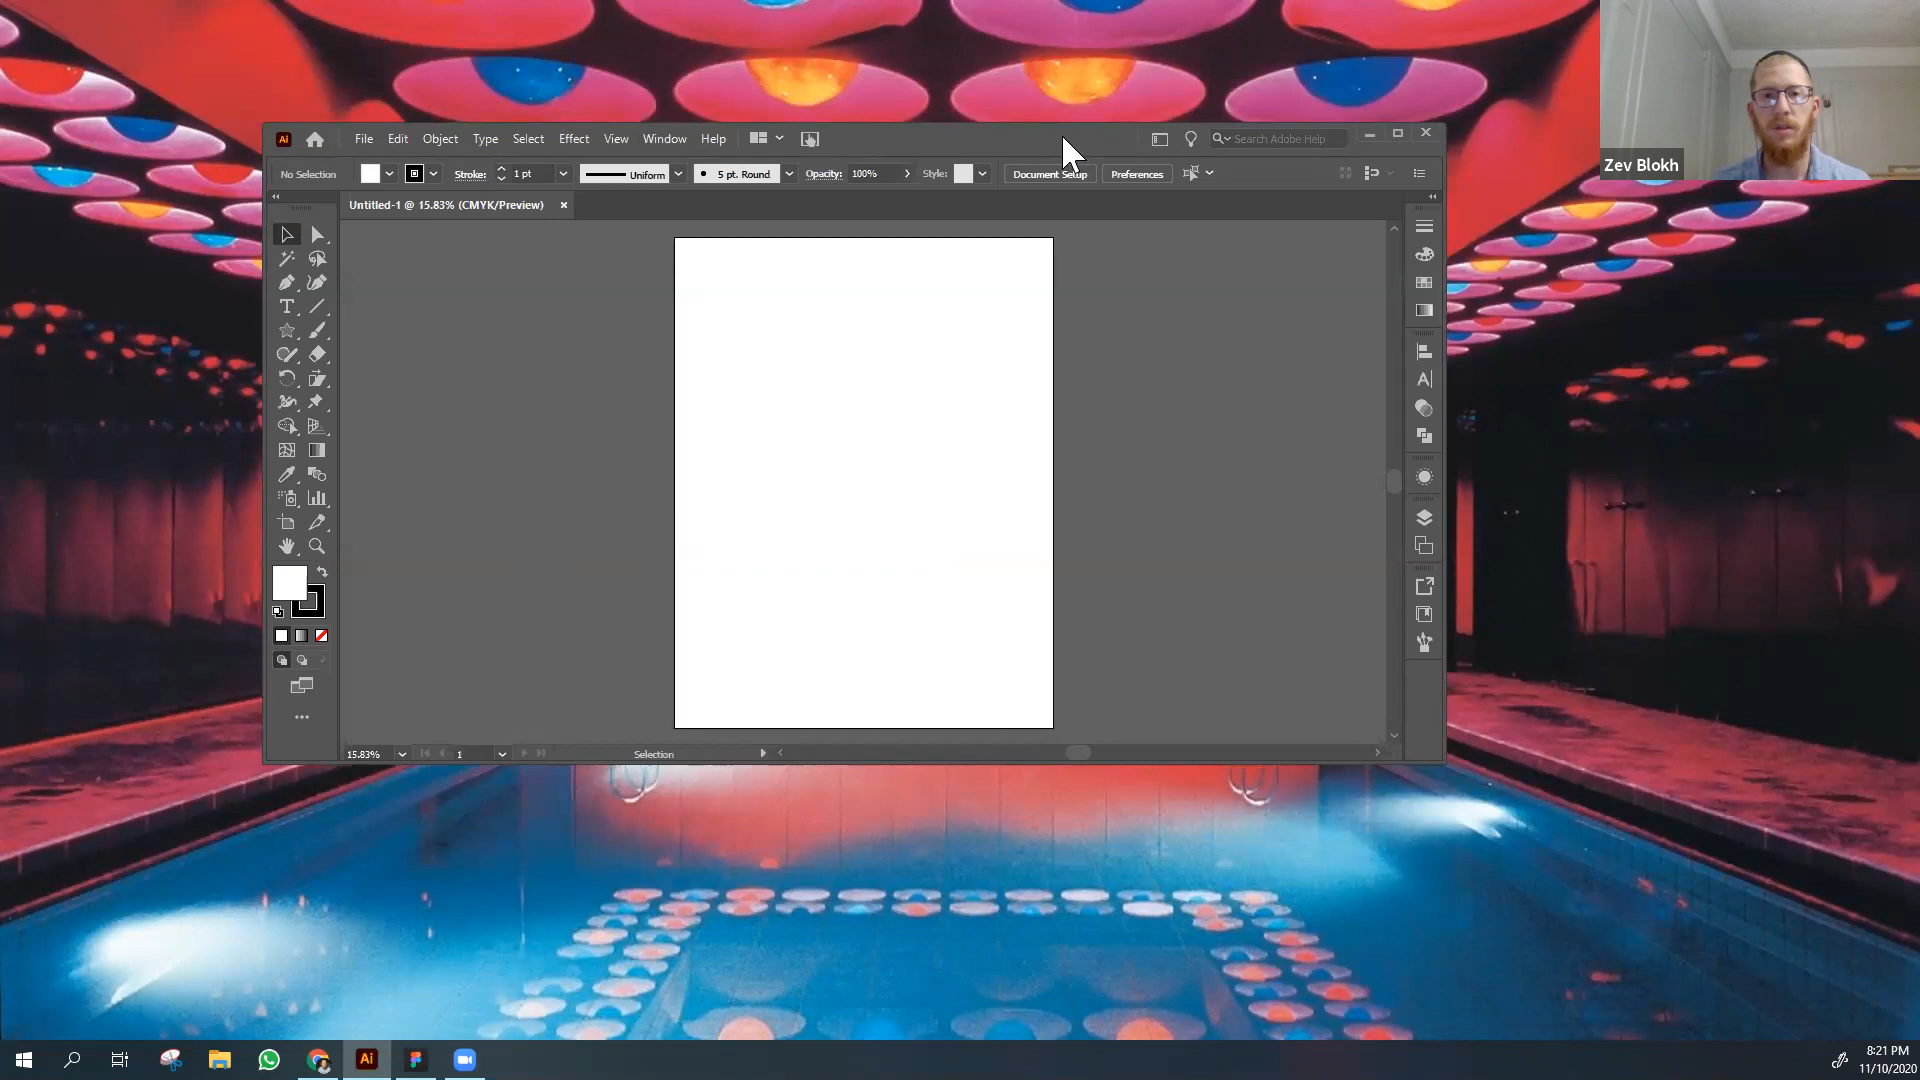 Zev Blokh
Ai File Edit Object Type Select Effect View Window Help Search Adobe Help
No Selection Stroke: 1 pt Uniform 5 pt. Round Opacity: 100% Style: Document Setup Preferences
Untitled-1 @ 15.83% (CMYK/Preview)
15.83% 1 Selection
Ai
8:21 PM
11/10/2020